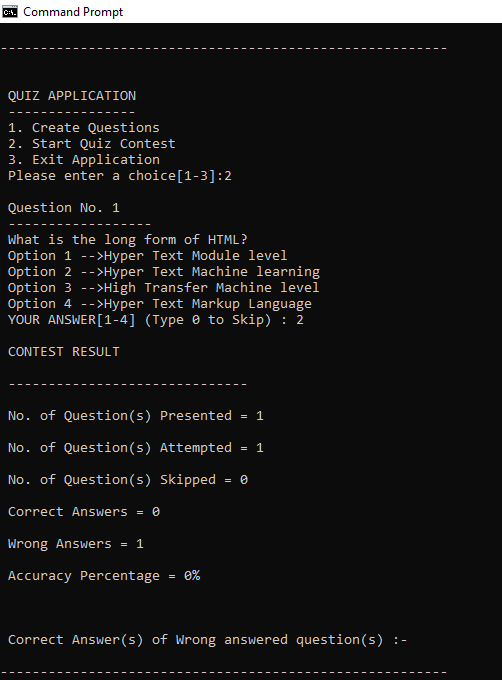 Command Prompt
--------------------------------------------------------
QUIZ APPLICATION
----------------
1. Create Questions
2. Start Quiz Contest
3. Exit Application
Please enter a choice[1-3]:2
Question No. 1
------------------
What is the long form of HTML?
Option 1 -->Hyper Text Module level
Option 2 -->Hyper Text Machine learning
Option 3 -->High Transfer Machine level
Option 4 -->Hyper Text Markup Language
YOUR ANSWER[1-4] (Type 0 to Skip) : 2
CONTEST RESULT
------------------------------
No. of Question(s) Presented = 1
No. of Question(s) Attempted = 1
No. of Question(s) Skipped = 0
Correct Answers = 0
Wrong Answers = 1
Accuracy Percentage = 0%
Correct Answer(s) of Wrong answered question(s) :-
--------------------------------------------------------